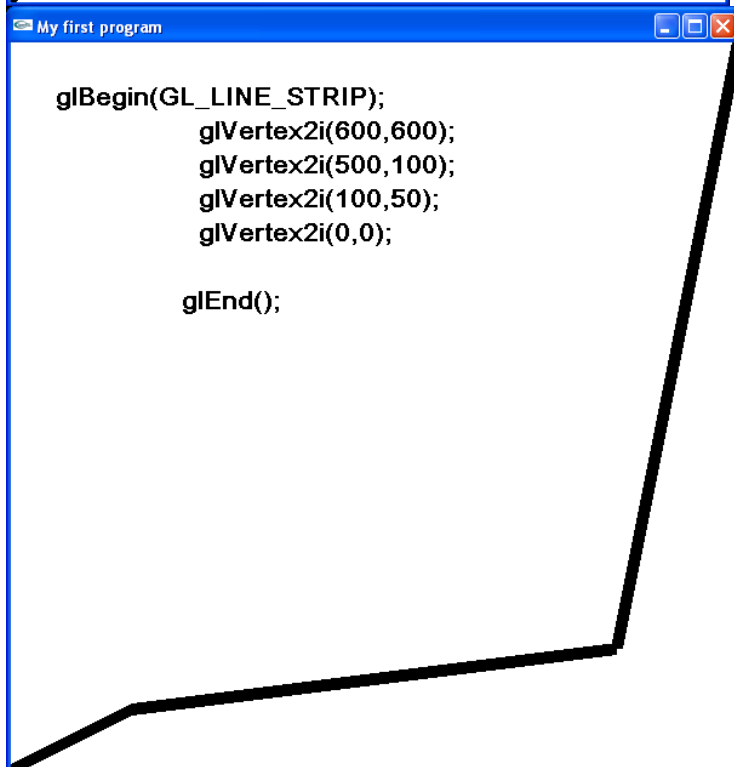 My first program
glBegin(GL_LINE_STRIP);
glVertex2i(600,600);
glVertex2i(500,100);
glVertex2i(100,50);
glVertex2i(0,0);
glEnd();